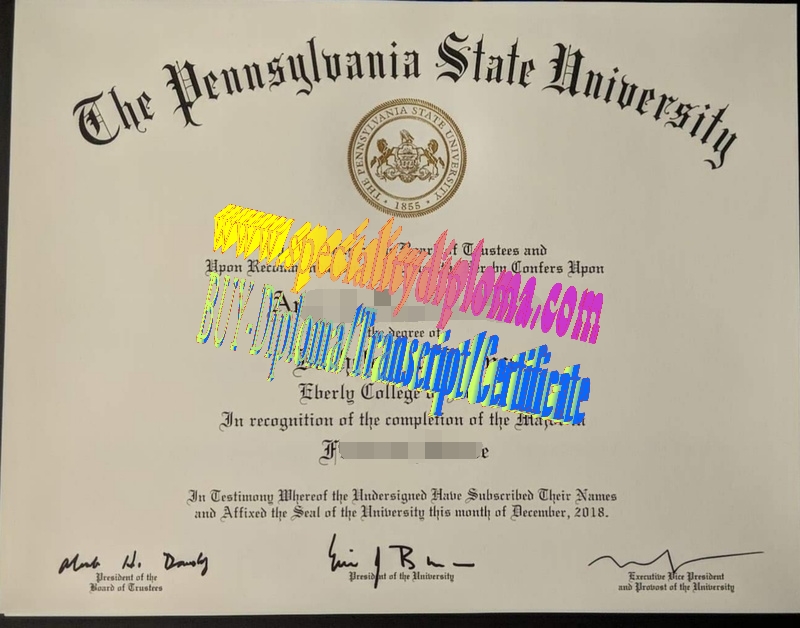 The Pennsylvania State University
THE PENNSYLVANIA STATE UNIVERSITY
1855
www.specialitydiploma.com
of Trustees and
Upon by Confers Upon
BUY-Diploma/Transcript/Certificate
the degree of
Eberly College
In recognition of the completion of the
In Testimony Whereof the Undersigned Have Subscribed Their Names
and Affixed the Seal of the University this month of December, 2018.
President of the
Board of Trustees
President of the University
Executive Vice President
and Provost of the University